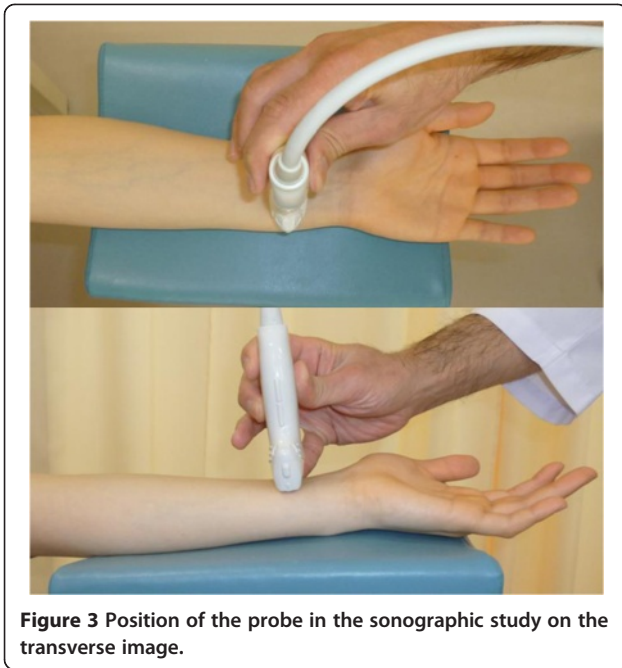 Figure 3 Position of the probe in the sonographic study on the
transverse image.